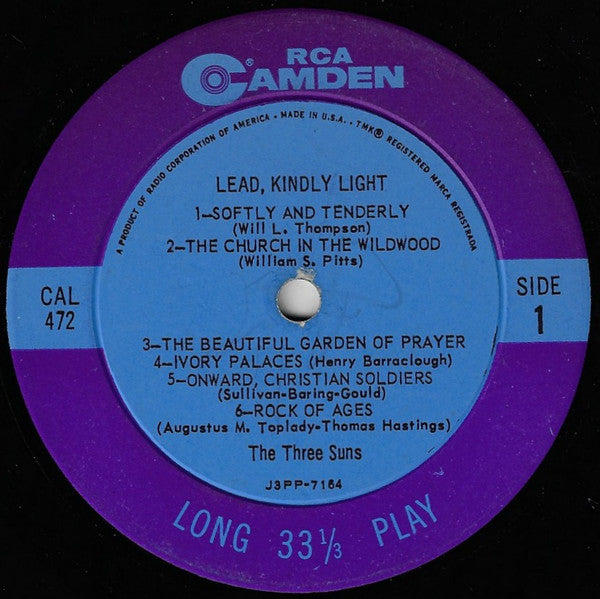 RCA
CAMDEN®
A PRODUCT OF RADIO CORPORATION OF AMERICA • MADE IN U.S.A. • TMK® REGISTERED MARCA REGISTRADA
LEAD, KINDLY LIGHT
1—SOFTLY AND TENDERLY
(Will L. Thompson)
2—THE CHURCH IN THE WILDWOOD
(William S. Pitts)
CAL
472
SIDE
1
3—THE BEAUTIFUL GARDEN OF PRAYER
4—IVORY PALACES (Henry Barraclough)
5—ONWARD, CHRISTIAN SOLDIERS
(Sullivan-Baring-Gould)
6—ROCK OF AGES
(Augustus M. Toplady-Thomas Hastings)
The Three Suns
J3PP-7164
LONG 33⅓ PLAY